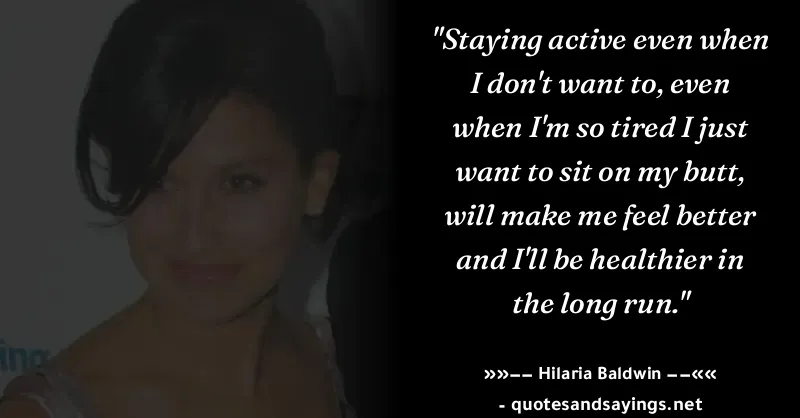 "Staying active even when
I don't want to, even
when I'm so tired I just
want to sit on my butt,
will make me feel better
and I'll be healthier in
the long run."
»»–– Hilaria Baldwin ––««
- quotesandsayings.net
ing